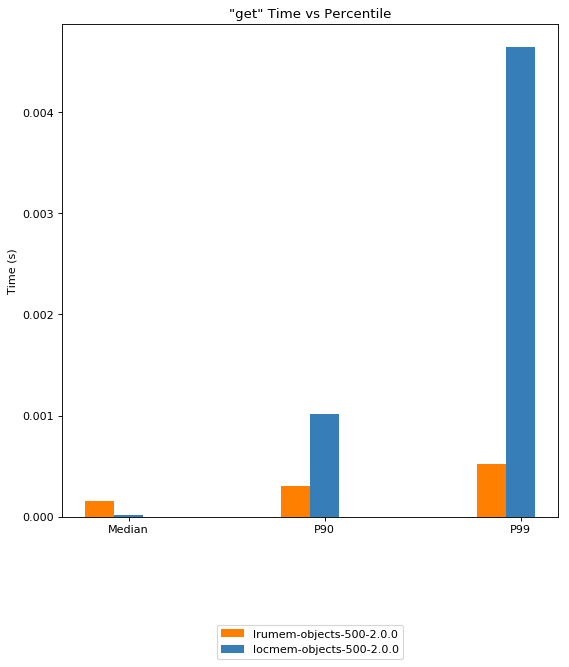 "get" Time vs Percentile
Time (s)
0.004
0.003
0.002
0.001
0.000
Median P90 P99
lrumem-objects-500-2.0.0
locmem-objects-500-2.0.0